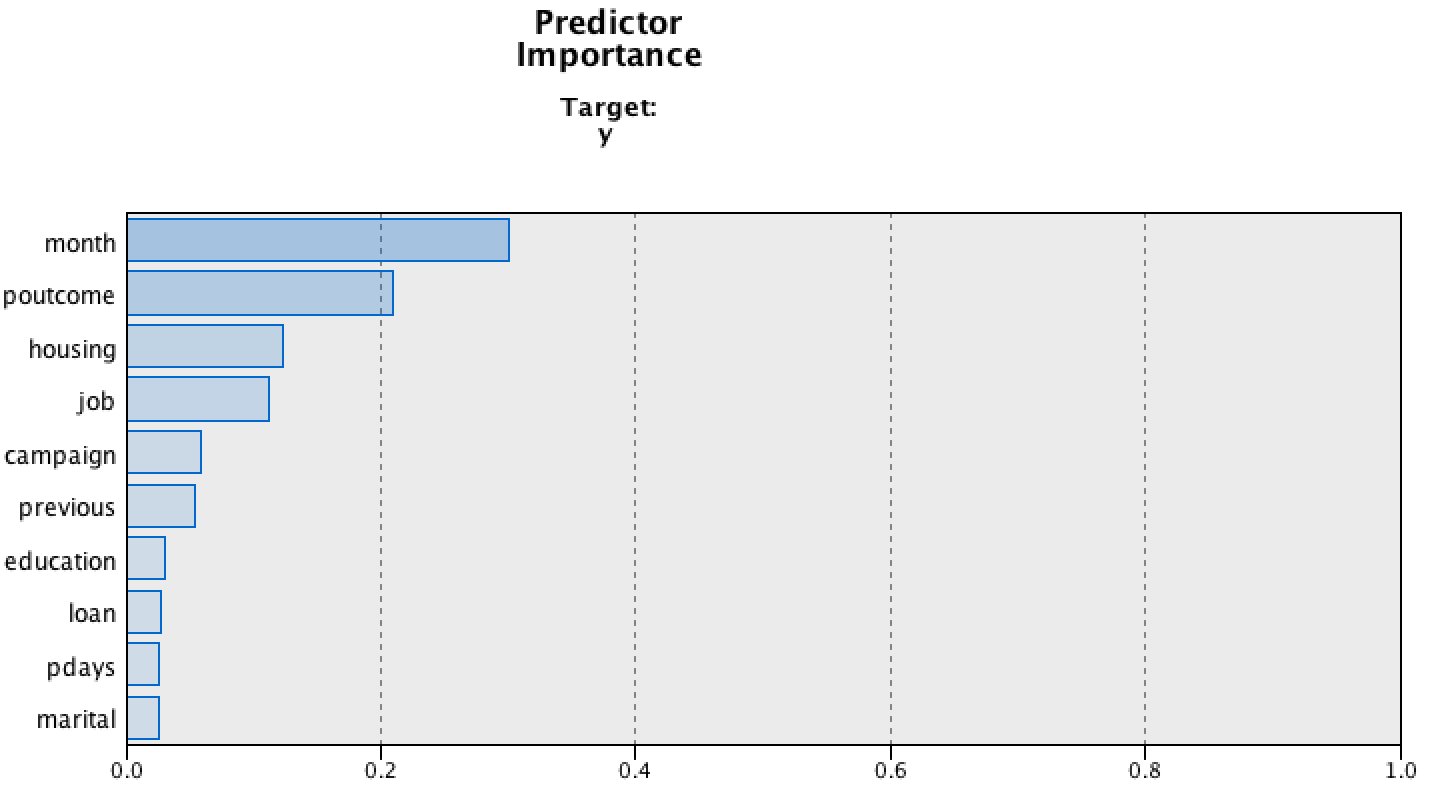 Predictor
Importance
Target:
y
month
poutcome
housing
job
campaign
previous
education
loan
pdays
marital
0.0 0.2 0.4 0.6 0.8 1.0